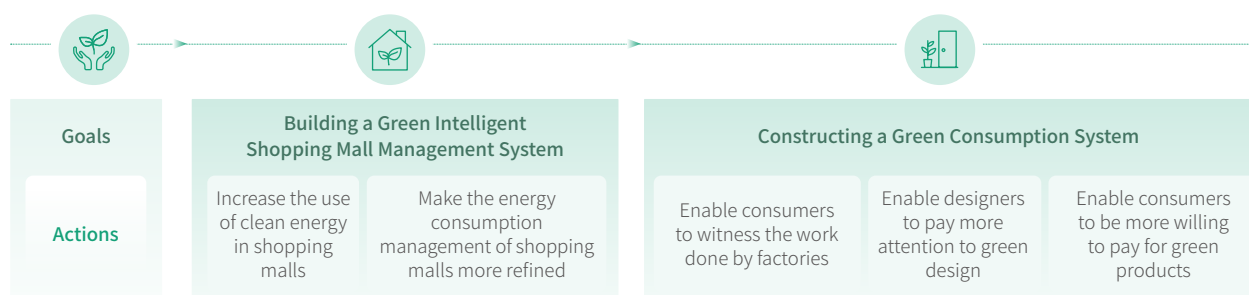 Goals
Building a Green Intelligent
Shopping Mall Management System
Constructing a Green Consumption System
Actions
Increase the use
of clean energy
in shopping
malls
Make the energy
consumption
management of shopping
malls more refined
Enable consumers
to witness the work
done by factories
Enable designers
to pay more
attention to green
design
Enable consumers
to be more willing
to pay for green
products